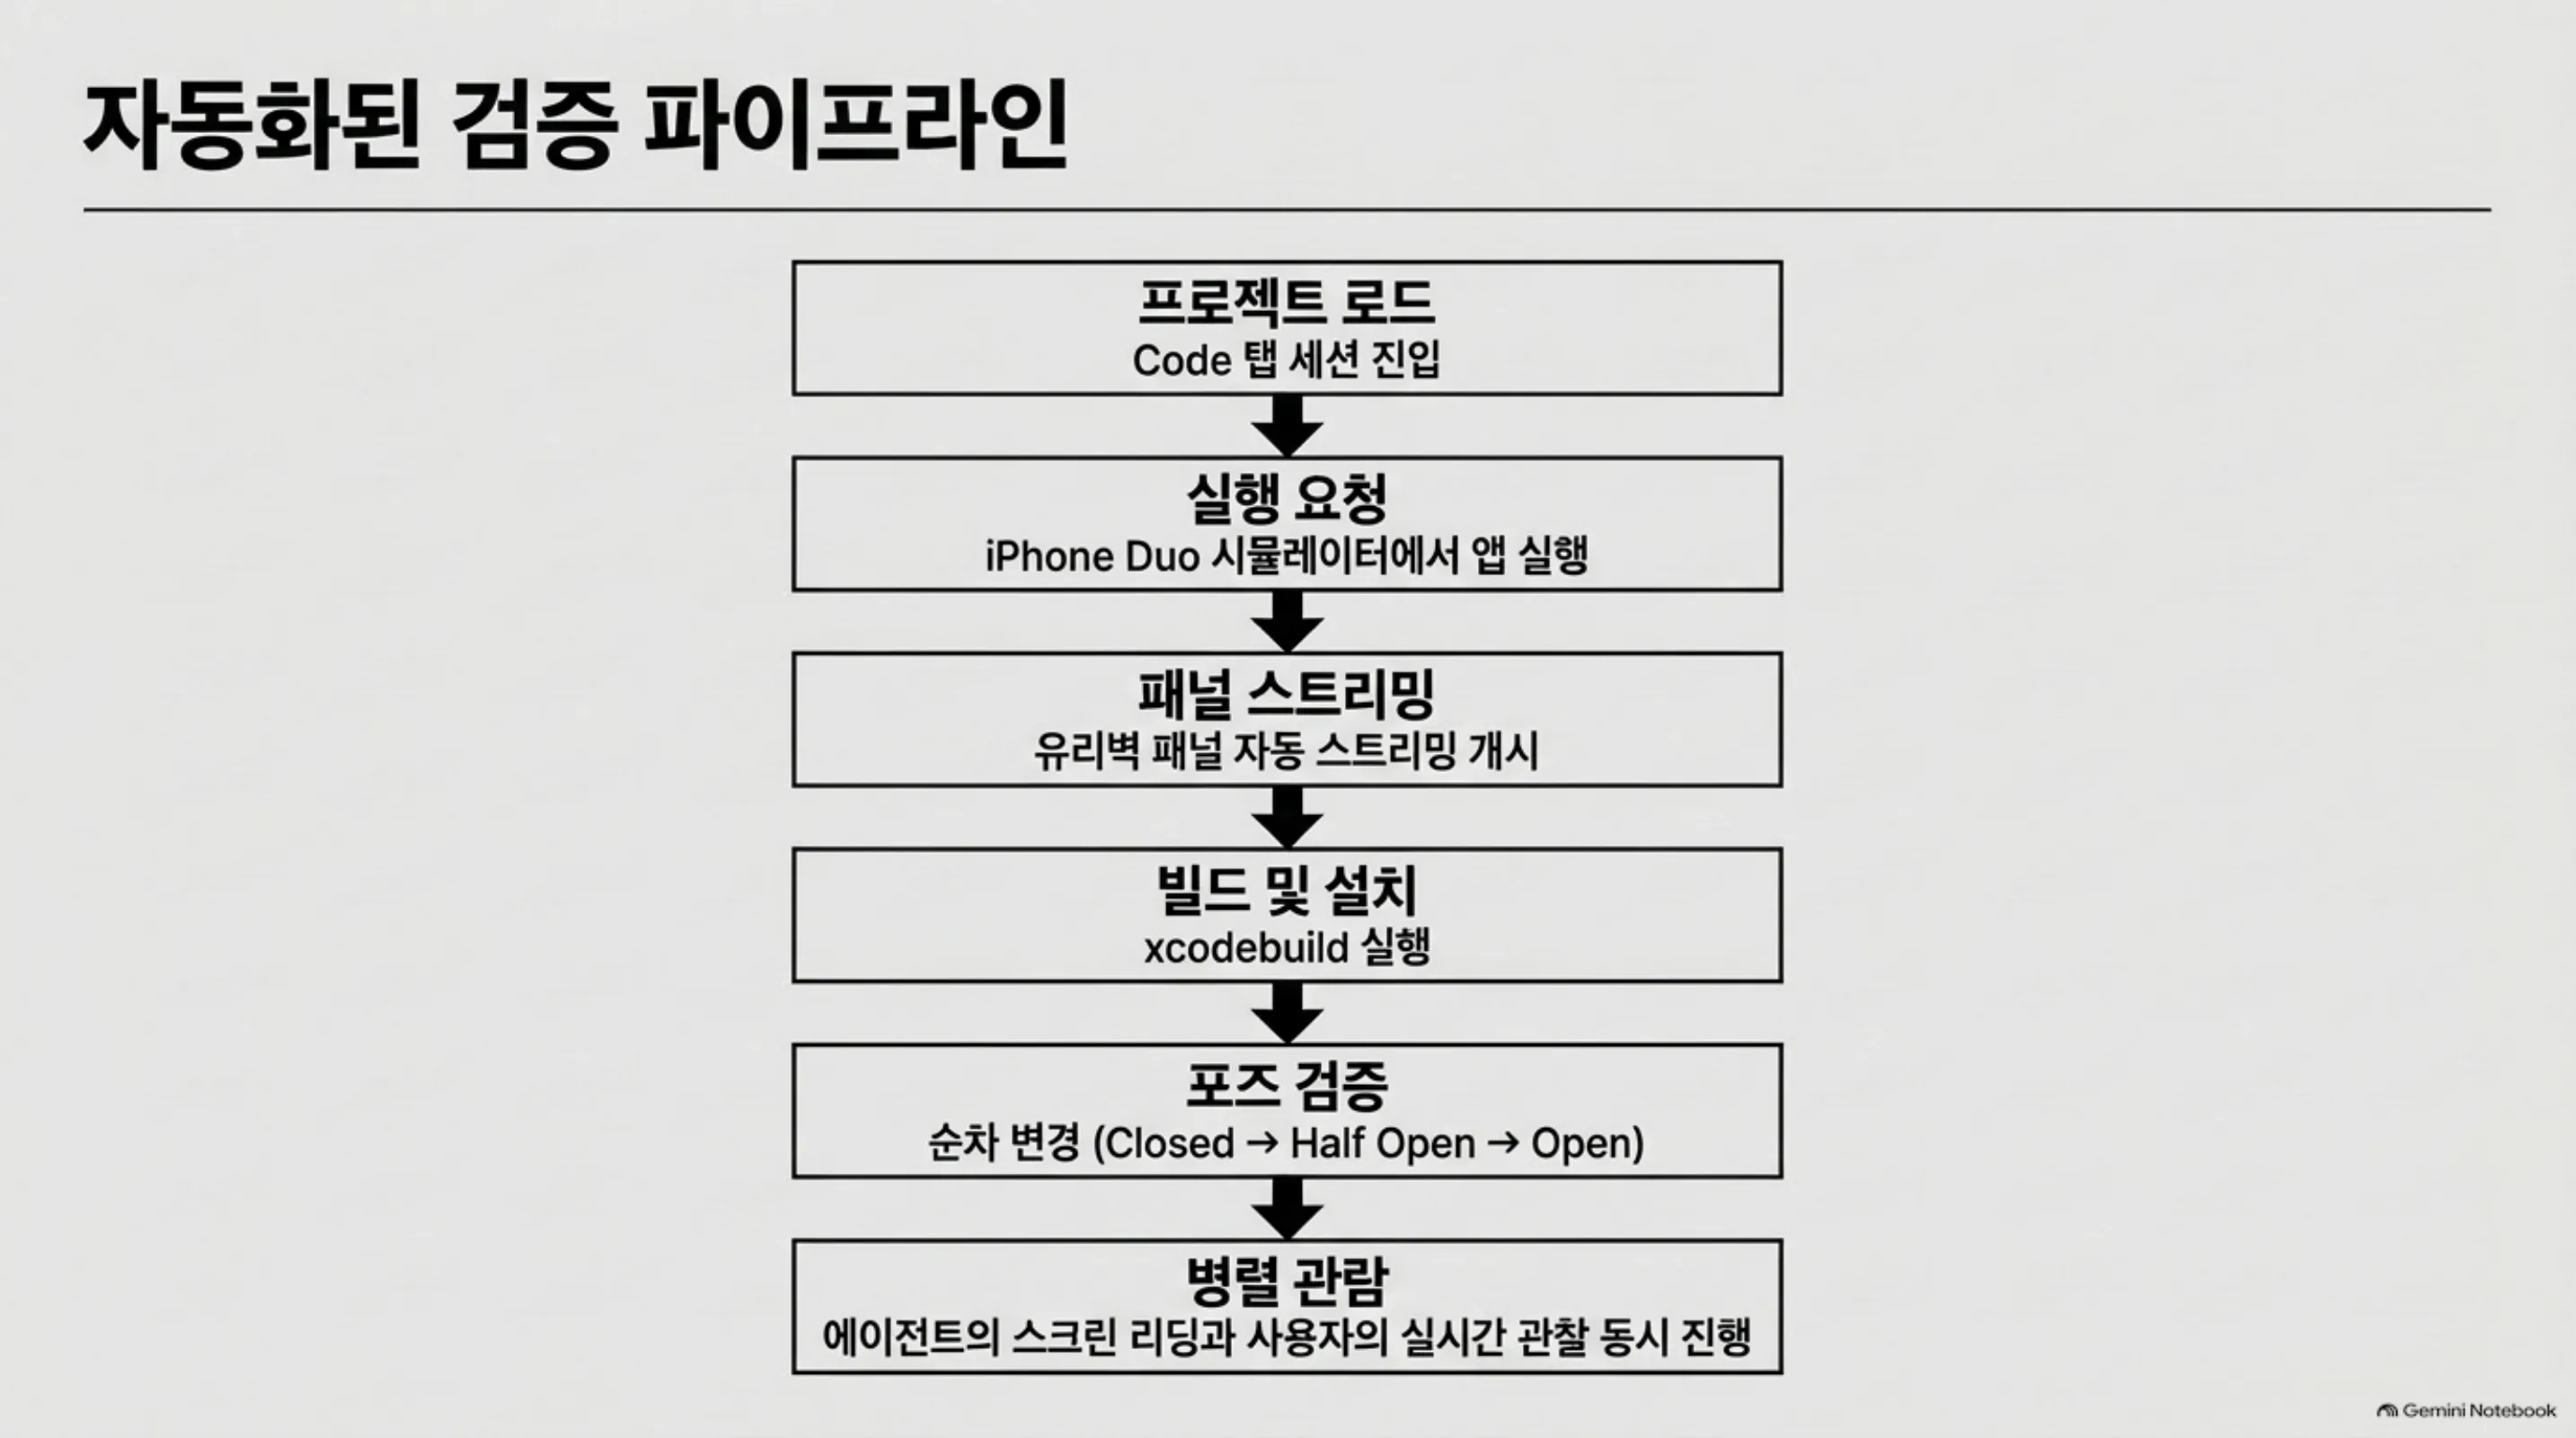 자동화된 검증 파이프라인
프로젝트 로드
Code 탭 세션 진입
실행 요청
iPhone Duo 시뮬레이터에서 앱 실행
패널 스트리밍
유리벽 패널 자동 스트리밍 개시
빌드 및 설치
xcodebuild 실행
포즈 검증
순차 변경 (Closed → Half Open → Open)
병렬 관람
에이전트의 스크린 리딩과 사용자의 실시간 관찰 동시 진행
Gemini Notebook